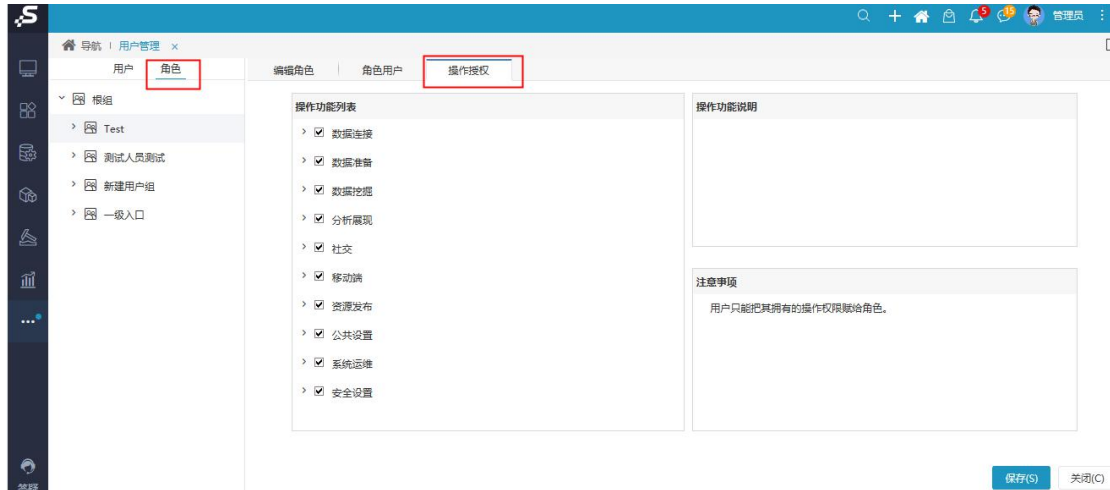 5 15 管理员
导航 用户管理 ×
用户 角色 编辑角色 角色用户 操作授权
根组
Test
测试人员测试
新建用户组
一级入口
操作功能列表
数据连接
数据准备
数据挖掘
分析展现
社交
移动端
资源发布
公共设置
系统运维
安全设置
操作功能说明
注意事项
用户只能把其拥有的操作权限赋给角色。
答疑
保存(S) 关闭(C)